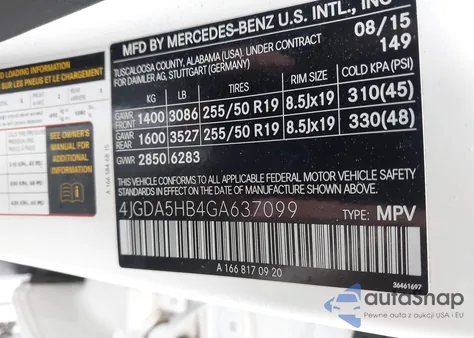 MFD BY MERCEDES-BENZ U.S. INTL., INC
TUSCALOOSA COUNTY, ALABAMA (USA). UNDER CONTRACT
FOR DAIMLER AG, STUTTGART (GERMANY)
08/15
149
KG LB TIRES RIM SIZE COLD KPA (PSI)
GAWR (FRONT) 1400 3086 255/50 R19 8.5Jx19 310(45)
GAWR (REAR) 1600 3527 255/50 R19 8.5Jx19 330(48)
GVWR 2850 6283
THIS VEHICLE CONFORMS TO ALL APPLICABLE FEDERAL MOTOR VEHICLE SAFETY
STANDARDS IN EFFECT ON THE DATE OF MANUFACTURE SHOWN ABOVE.
4JGDA5HB4GA637099 TYPE: MPV
A 166 817 09 20
36461697
LOADING INFORMATION
SEE OWNER'S
MANUAL FOR
ADDITIONAL
INFORMATION
A 166 584 68 15
autosnap
Pewne auta z aukcji USA i EU